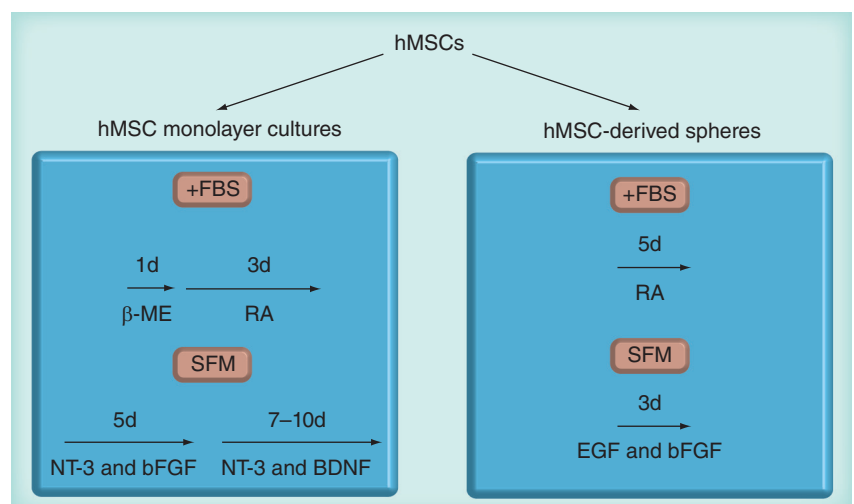 hMSCs
hMSC monolayer cultures
+FBS
1d 3d
β-ME RA
SFM
5d 7–10d
NT-3 and bFGF NT-3 and BDNF
hMSC-derived spheres
+FBS
5d
RA
SFM
3d
EGF and bFGF